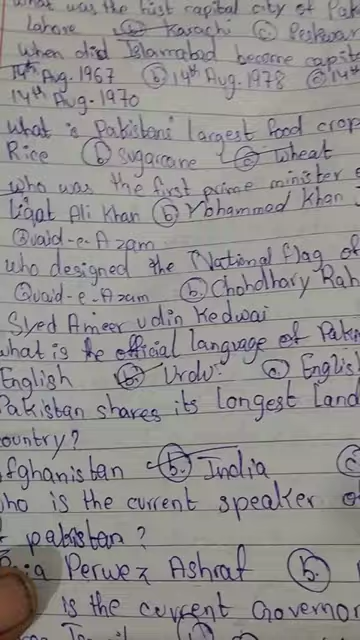 What was the first capital city of Pak
Lahore (b) Karachi (c) Peshwar
when did Islamabad become capit
14th Aug. 1967 (b) 14th Aug. 1978 (c) 14th
14th Aug. 1970
what is Pakistans' largest food crop
Rice (b) Sugarcane (c) wheat
who was the first prime minister
Liqat Ali Khan (b) Mohammad Khan
Quaid-e-Azam
who designed the National flag of
Quaid-e-Azam (b.) Chohdhary Rah
Syed Ameer udin Kedwai
what is the official language of Paki
English (b) Urdu. (c) Englis
Pakistan shares its Longest Land
country?
Afghanistan (b.) India (c
who is the current speaker of
pakistan?
Perwez Ashraf (b.
is the current Governor